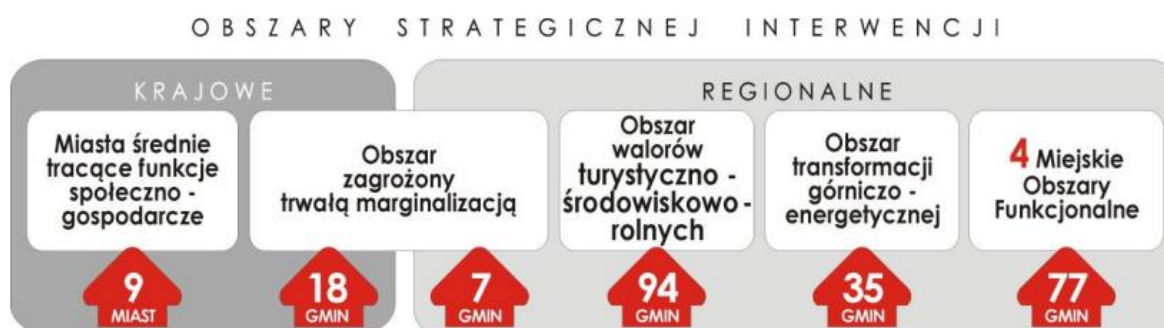 OBSZARY STRATEGICZNEJ INTERWENCJI
KRAJOWE
REGIONALNE
Miasta średnie
tracące funkcje
społeczno -
gospodarcze
Obszar
zagrożony
trwałą marginalizacją
Obszar
walorów
turystyczno -
środowiskowo -
rolnych
Obszar
transformacji
górniczo -
energetycznej
4 Miejskie
Obszary
Funkcjonalne
9
MIAST
18
GMIN
7
GMIN
94
GMIN
35
GMIN
77
GMIN